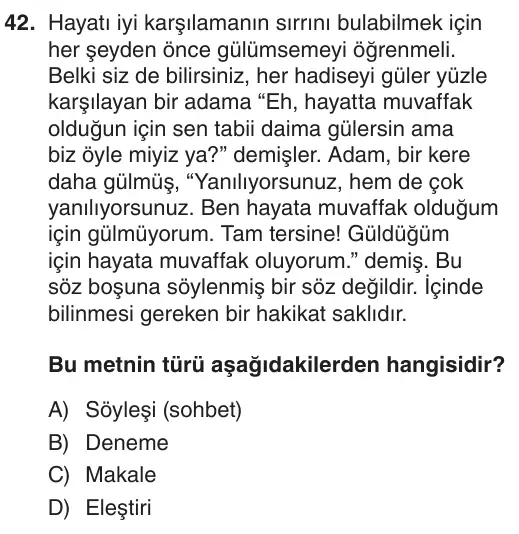 42. Hayatı iyi karşılamanın sırrını bulabilmek için
her şeyden önce gülümsemeyi öğrenmeli.
Belki siz de bilirsiniz, her hadiseyi güler yüzle
karşılayan bir adama “Eh, hayatta muvaffak
olduğun için sen tabii daima gülersin ama
biz öyle miyiz ya?” demişler. Adam, bir kere
daha gülmüş, “Yanılıyorsunuz, hem de çok
yanılıyorsunuz. Ben hayata muvaffak olduğum
için gülmüyorum. Tam tersine! Güldüğüm
için hayata muvaffak oluyorum.” demiş. Bu
söz boşuna söylenmiş bir söz değildir. İçinde
bilinmesi gereken bir hakikat saklıdır.
Bu metnin türü aşağıdakilerden hangisidir?
A) Söyleşi (sohbet)
B) Deneme
C) Makale
D) Eleştiri